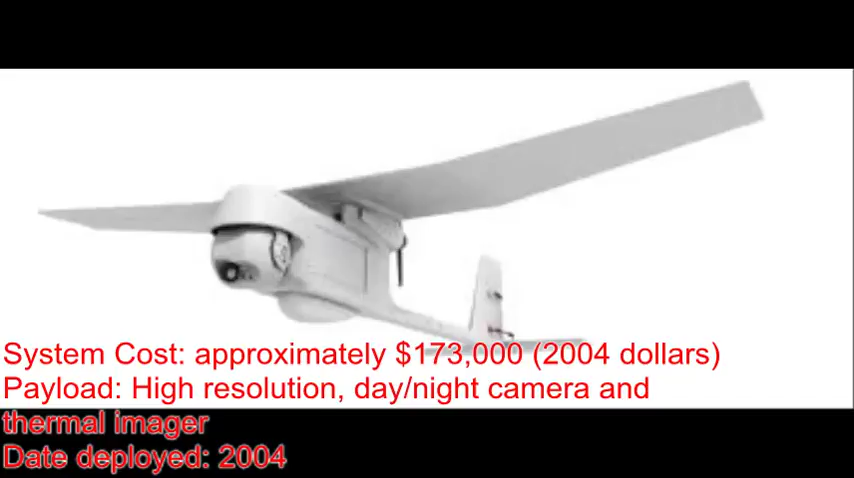 System Cost: approximately $173,000 (2004 dollars)
Payload: High resolution, day/night camera and
thermal imager
Date deployed: 2004